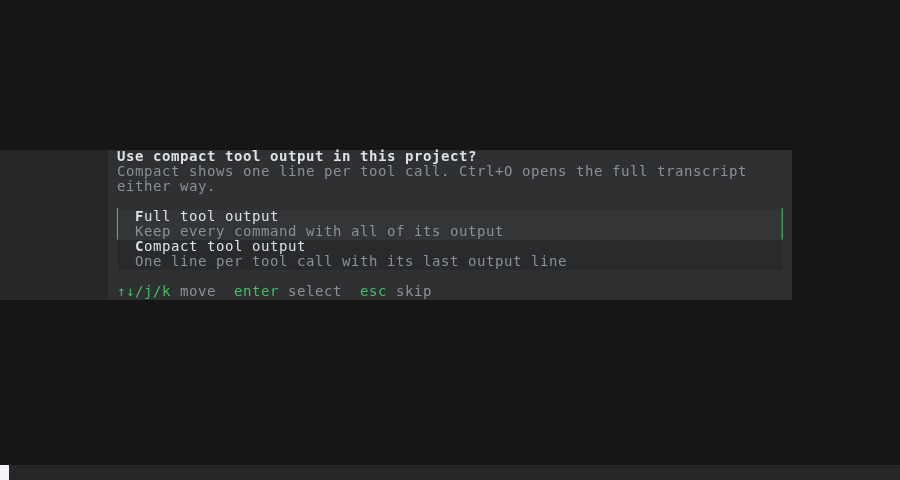 Use compact tool output in this project?
Compact shows one line per tool call. Ctrl+O opens the full transcript
either way.
Full tool output
Keep every command with all of its output
Compact tool output
One line per tool call with its last output line
↑↓/j/k move  enter select  esc skip